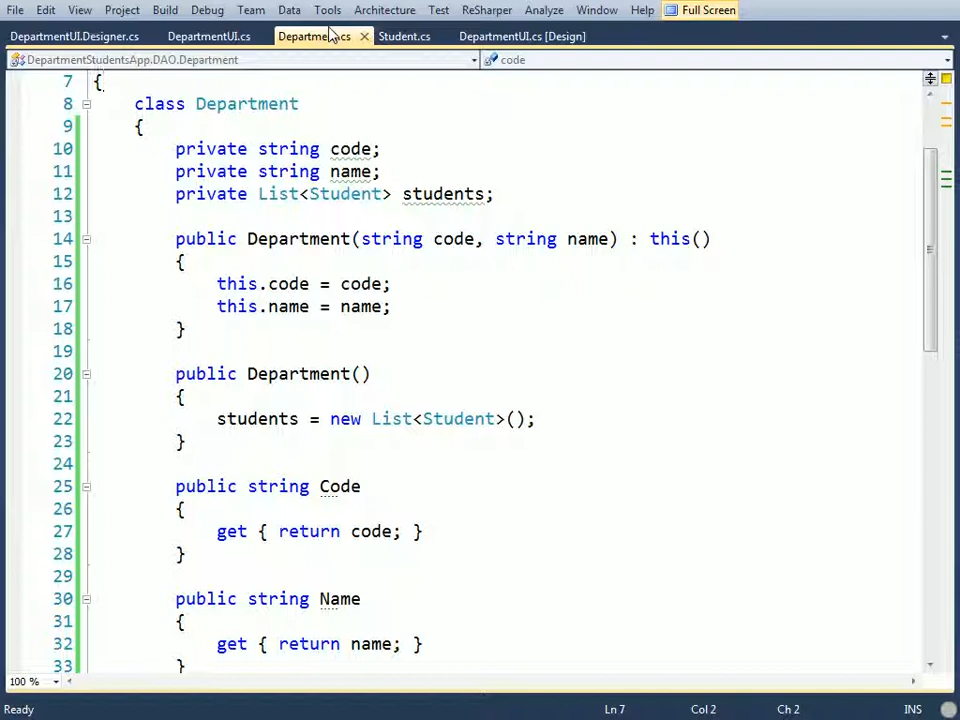 File Edit View Project Build Debug Team Data Tools Architecture Test ReSharper Analyze Window Help Full Screen
DepartmentUI.Designer.cs DepartmentUI.cs Department.cs Student.cs DepartmentUI.cs [Design]
DepartmentStudentsApp.DAO.Department code
7 {
8 class Department
9 {
10 private string code;
11 private string name;
12 private List<Student> students;
13
14 public Department(string code, string name) : this()
15 {
16 this.code = code;
17 this.name = name;
18 }
19
20 public Department()
21 {
22 students = new List<Student>();
23 }
24
25 public string Code
26 {
27 get { return code; }
28 }
29
30 public string Name
31 {
32 get { return name; }
33 }
100 %
Ready Ln 7 Col 2 Ch 2 INS